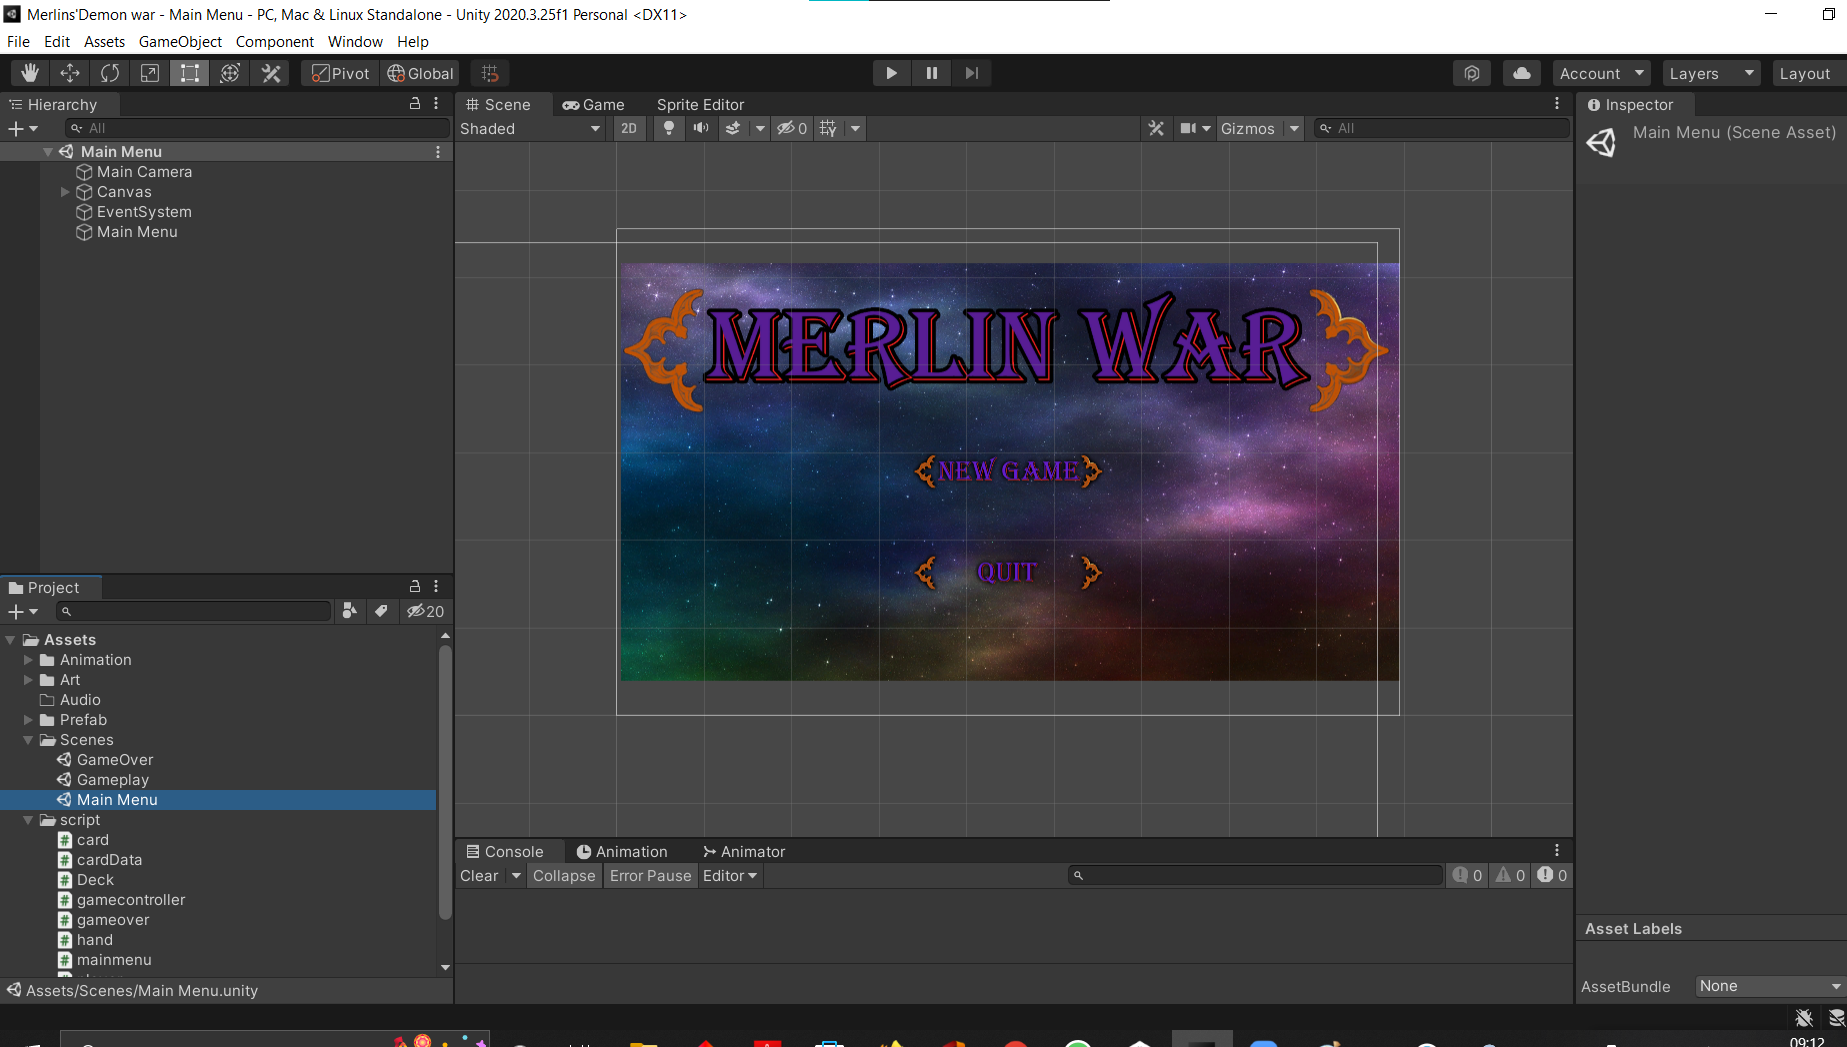 Merlins'Demon war - Main Menu - PC, Mac & Linux Standalone - Unity 2020.3.25f1 Personal <DX11>
File Edit Assets GameObject Component Window Help
Pivot Global Account Layers Layout
Hierarchy
All
Main Menu
Main Camera
Canvas
EventSystem
Main Menu
Scene Game Sprite Editor
Shaded 2D 0 Gizmos All
MERLIN WAR
NEW GAME
QUIT
Inspector
Main Menu (Scene Asset)
Project
20
Assets
Animation
Art
Audio
Prefab
Scenes
GameOver
Gameplay
Main Menu
script
card
cardData
Deck
gamecontroller
gameover
hand
mainmenu
Assets/Scenes/Main Menu.unity
Console Animation Animator
Clear Collapse Error Pause Editor 0 0 0
Asset Labels
AssetBundle None
09:12